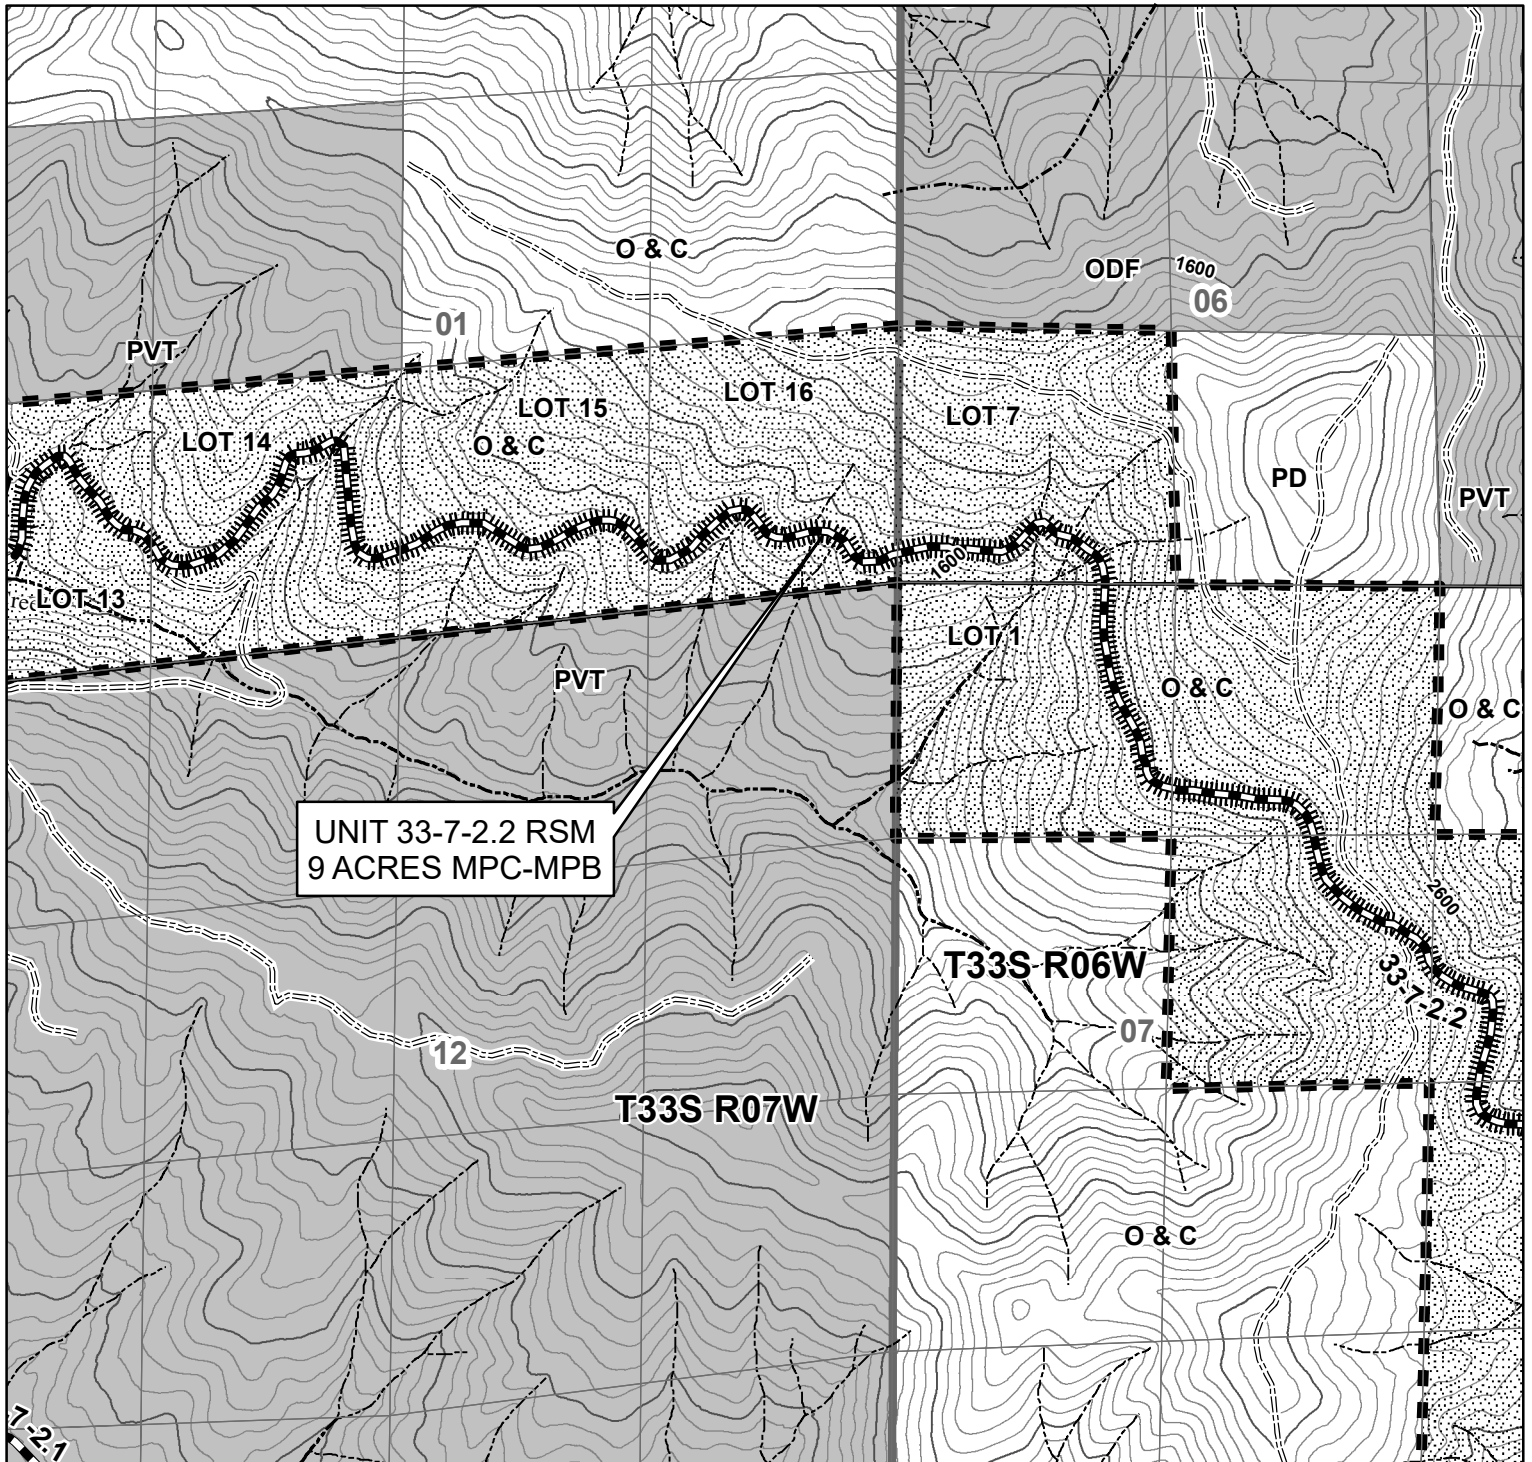 O & C
ODF
1600
06
01
PVT
LOT 16
LOT 15
LOT 7
LOT 14
O & C
PD
PVT
1600
LOT 13
LOT 1
PVT
O & C
O & C
UNIT 33-7-2.2 RSM
9 ACRES MPC-MPB
2600
T33S R06W
33-7-2.2
07
12
T33S R07W
O & C
7-2.1